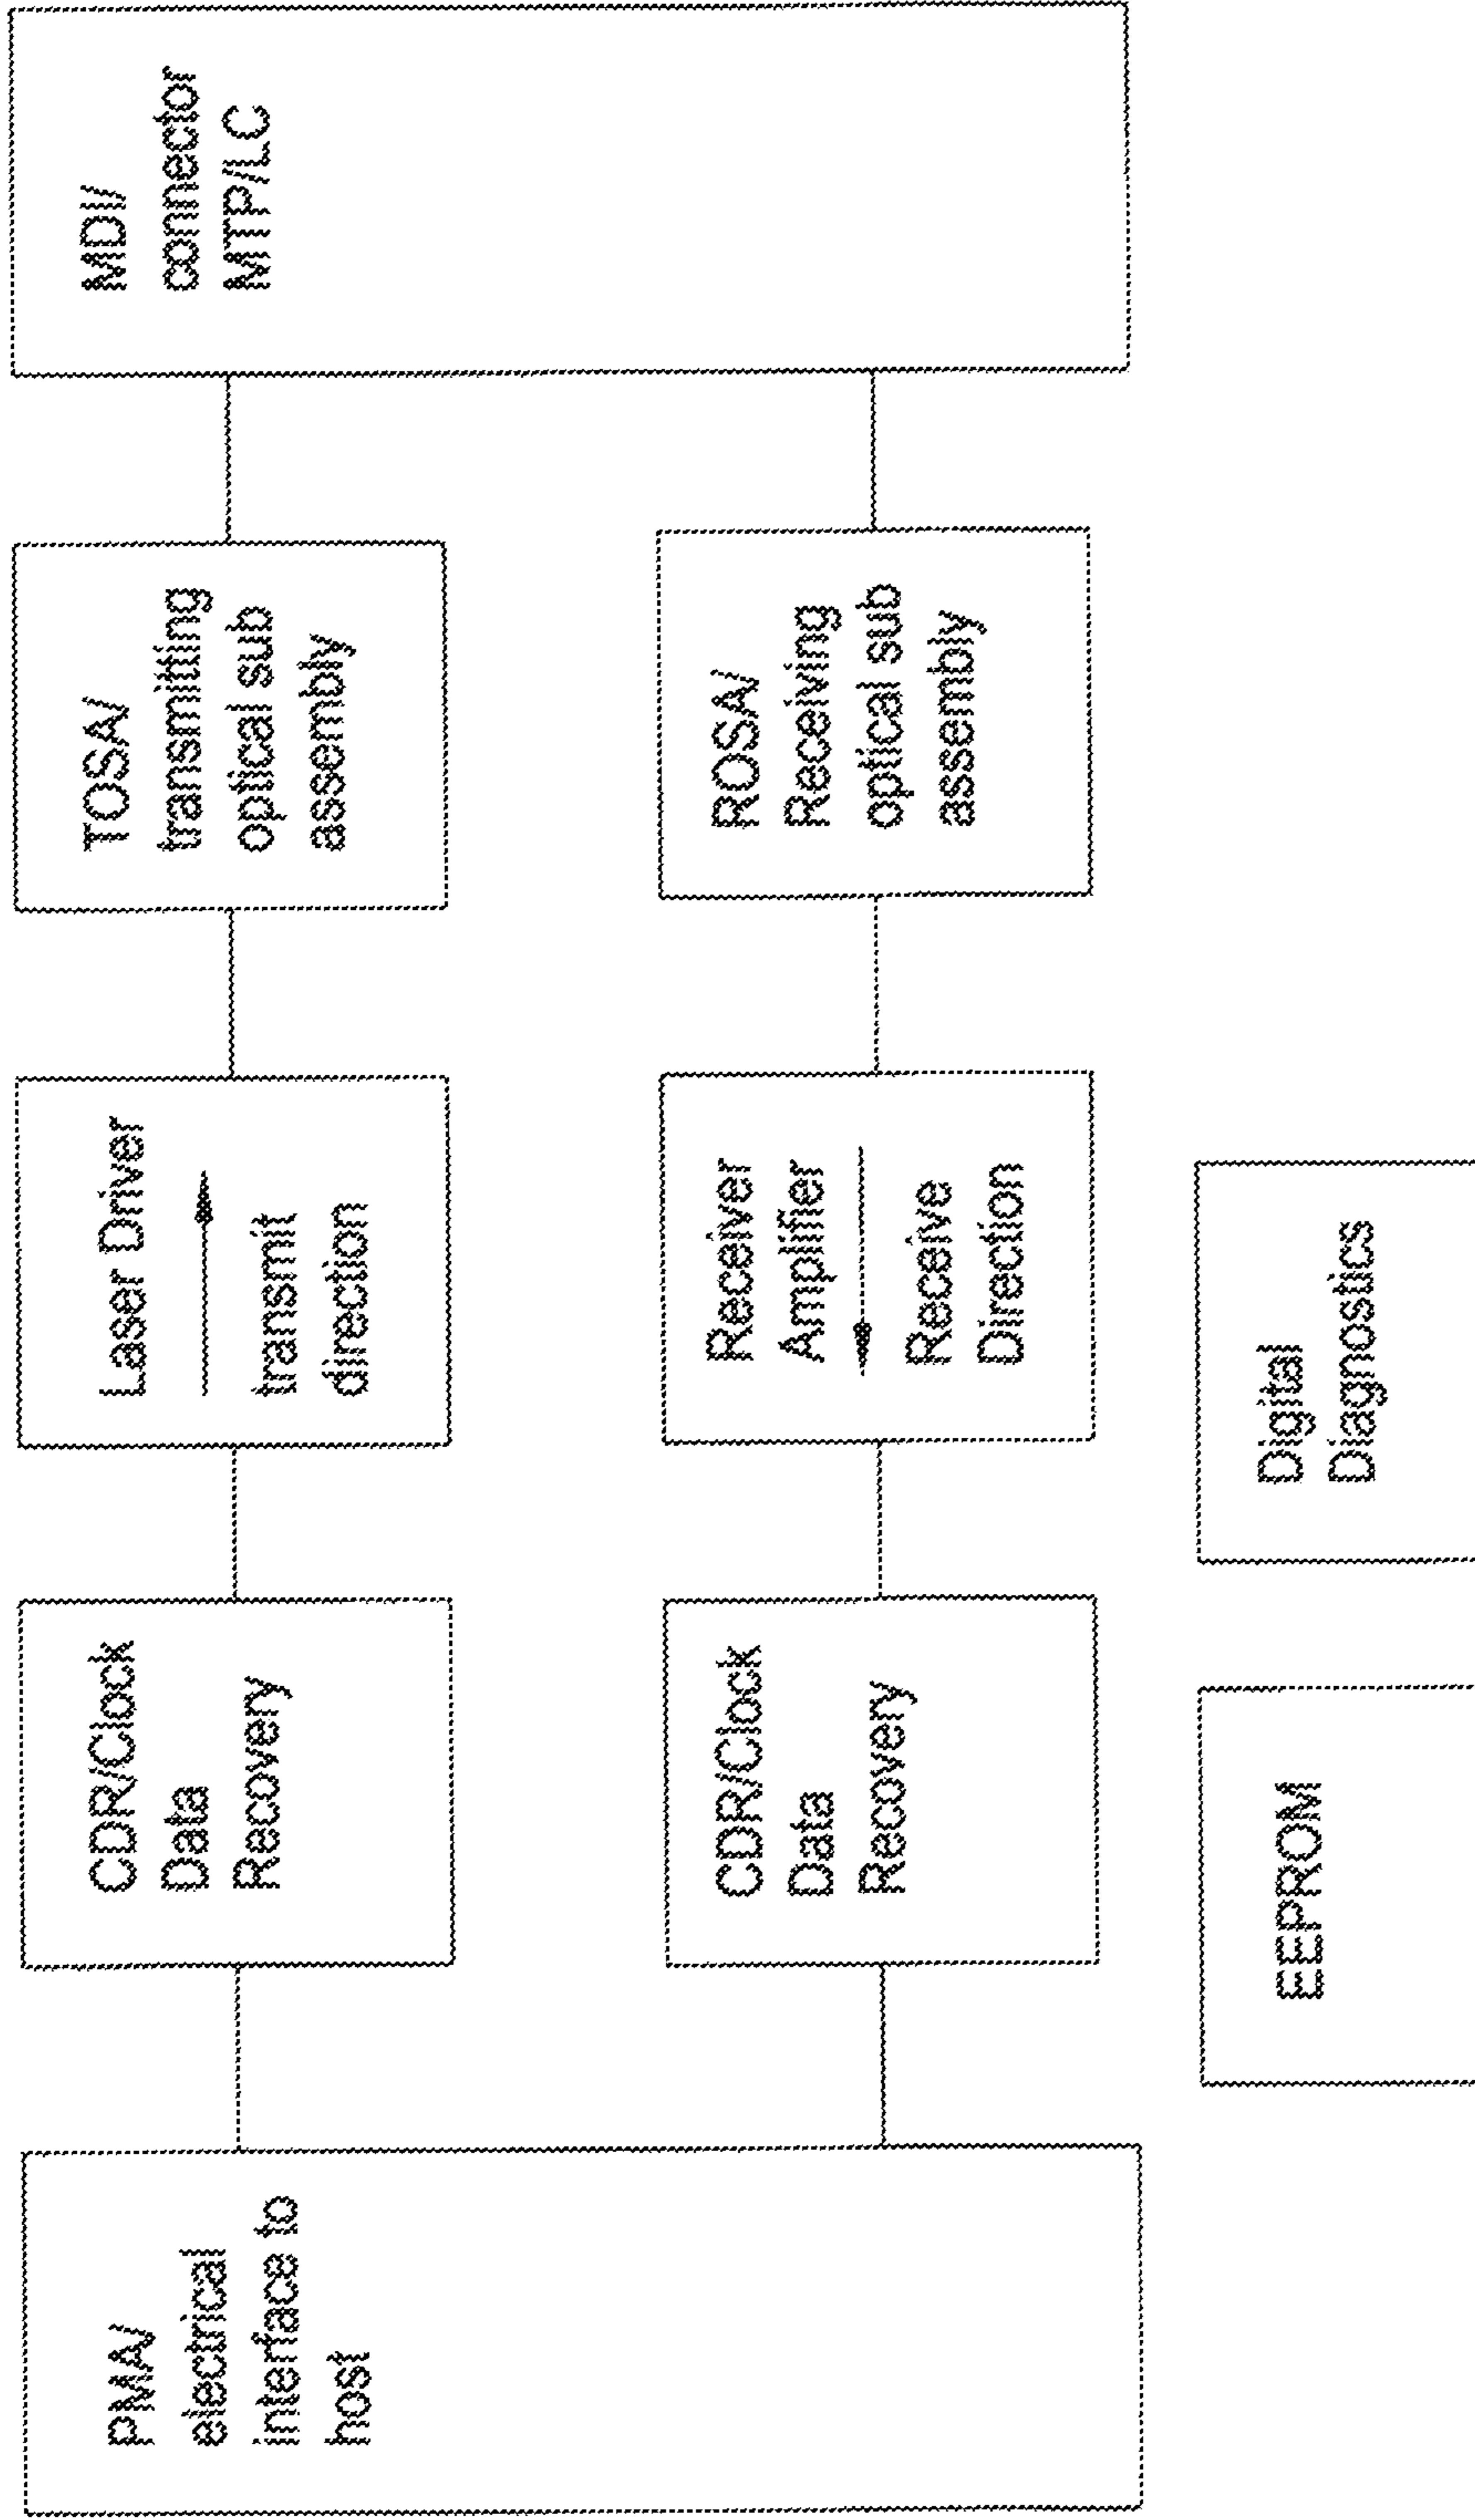 PMA/
electrical
interface to
host
CDR/Clock
Data
Recovery
Laser Driver
transmit
direction
TOSA/
transmitting
optical sub
assembly
MDI/
connector
MTP/LC
CDR/Clock
Data
Recovery
Receiver
Amplifier
Receive
Direction
ROSA/
Receiving
optical sub
assembly
EEPROM
Digital
Diagnostics